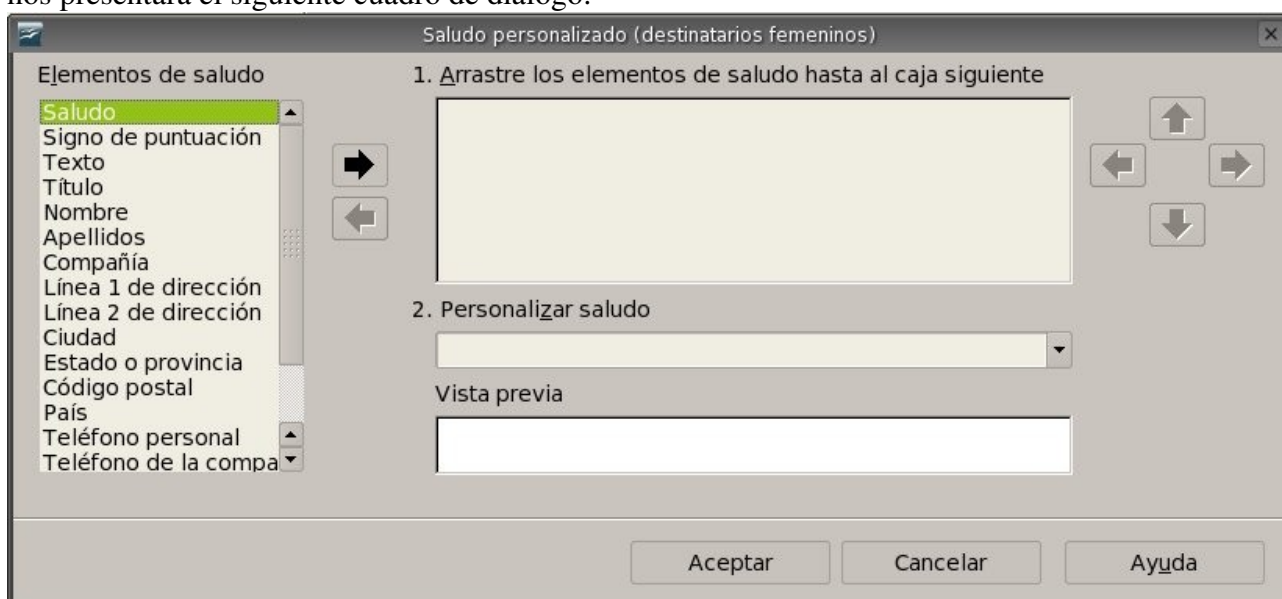 nos presentará el siguiente cuadro de diálogo:
Saludo personalizado (destinatarios femeninos)
Elementos de saludo
Saludo
Signo de puntuación
Texto
Título
Nombre
Apellidos
Compañía
Línea 1 de dirección
Línea 2 de dirección
Ciudad
Estado o provincia
Código postal
País
Teléfono personal
Teléfono de la compa
1. Arrastre los elementos de saludo hasta al caja siguiente
2. Personalizar saludo
Vista previa
Aceptar
Cancelar
Ayuda